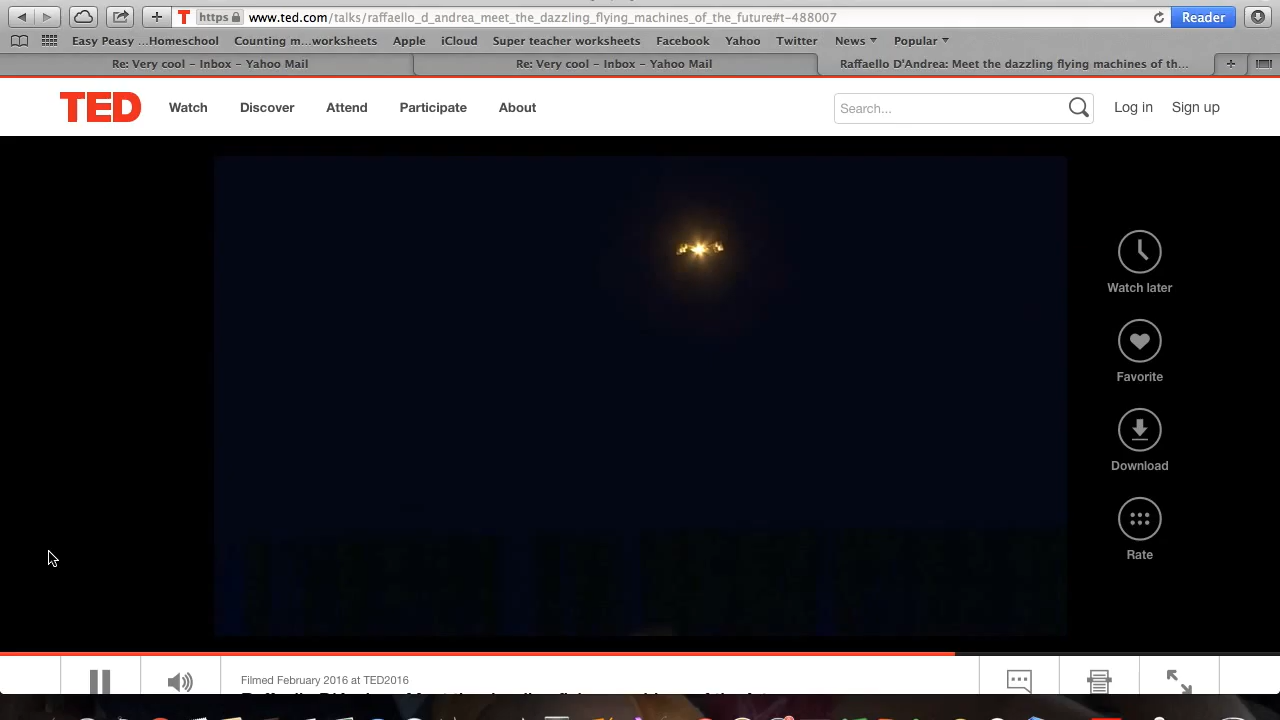 https www.ted.com/talks/raffaello_d_andrea_meet_the_dazzling_flying_machines_of_the_future#t-488007 Reader
Easy Peasy ...Homeschool Counting m...worksheets Apple iCloud Super teacher worksheets Facebook Yahoo Twitter News Popular
Re: Very cool – Inbox – Yahoo Mail Re: Very cool – Inbox – Yahoo Mail Raffaello D'Andrea: Meet the dazzling flying machines of th...
TED Watch Discover Attend Participate About Search... Log in Sign up
Watch later
Favorite
Download
Rate
Filmed February 2016 at TED2016